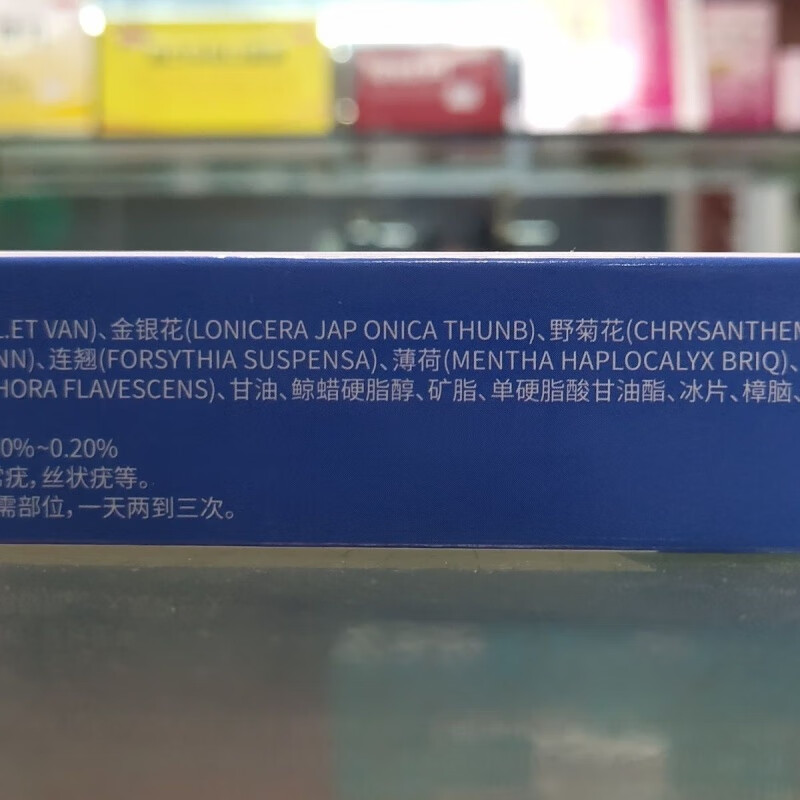 L.ET VAN)、金银花(LONICERA JAP ONICA THUNB)、野菊花(CHRYSANTHEM
NN)、连翘(FORSYTHIA SUSPENSA)、薄荷(MENTHA HAPLOCALYX BRIQ)、
HORA FLAVESCENS)、甘油、鲸蜡硬脂醇、矿脂、单硬脂酸甘油酯、冰片、樟脑、
0%~0.20%
疣,丝状疣等。
需部位,一天两到三次。